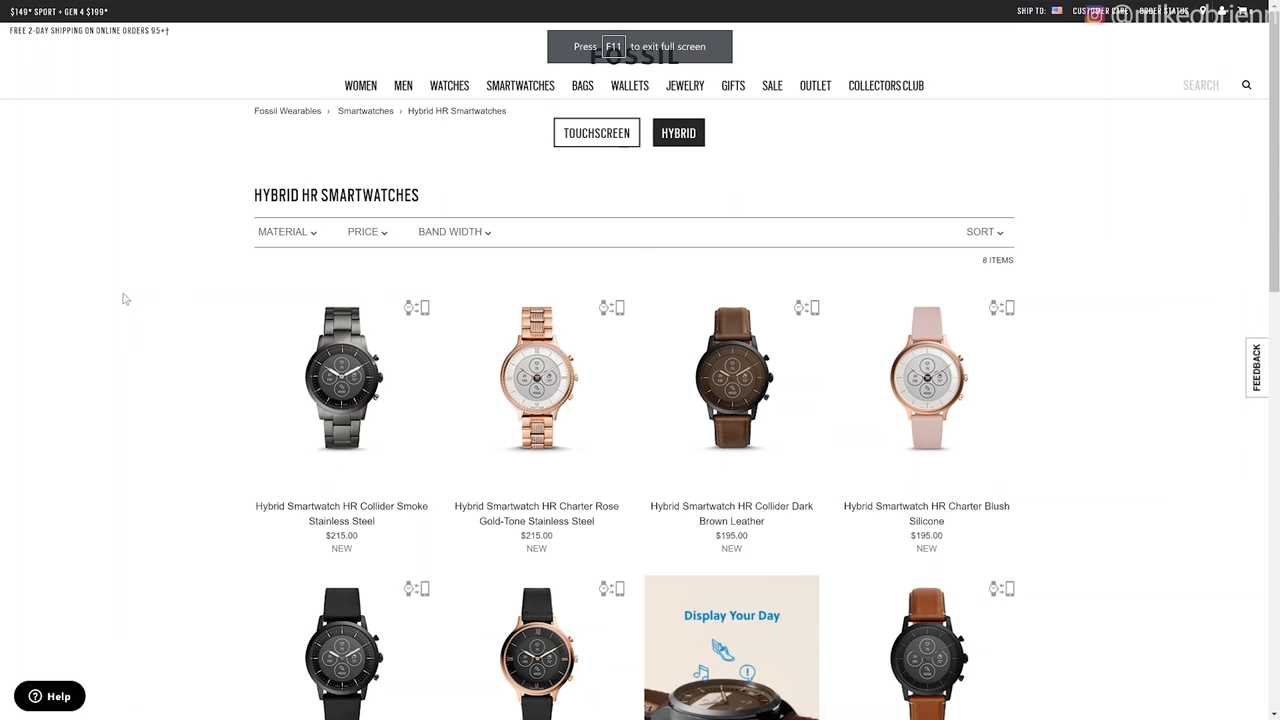 $149* SPORT + GEN 4 $199*
SHIP TO: CUSTOMER CARE ORDER STATUS
@mikeobrienn
FREE 2-DAY SHIPPING ON ONLINE ORDERS 95+†
Press F11 to exit full screen
FOSSIL
WOMEN MEN WATCHES SMARTWATCHES BAGS WALLETS JEWELRY GIFTS SALE OUTLET COLLECTORS CLUB SEARCH
Fossil Wearables › Smartwatches › Hybrid HR Smartwatches
TOUCHSCREEN HYBRID
HYBRID HR SMARTWATCHES
MATERIAL PRICE BAND WIDTH SORT
8 ITEMS
FEEDBACK
Hybrid Smartwatch HR Collider Smoke
Stainless Steel
$215.00
NEW
Hybrid Smartwatch HR Charter Rose
Gold-Tone Stainless Steel
$215.00
NEW
Hybrid Smartwatch HR Collider Dark
Brown Leather
$195.00
NEW
Hybrid Smartwatch HR Charter Blush
Silicone
$195.00
NEW
Display Your Day
Help